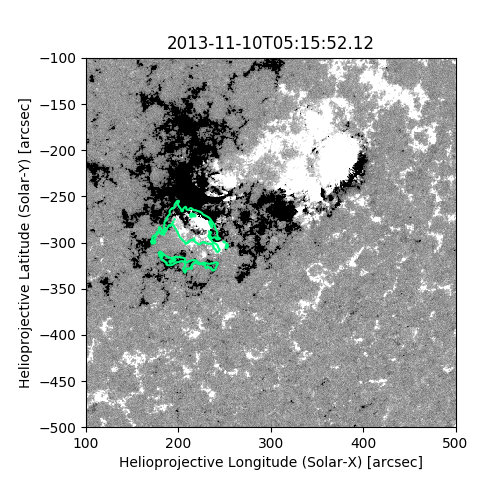 2013-11-10T05:15:52.12
−100
−150
−200
−250
−300
−350
−400
−450
−500
Helioprojective Latitude (Solar-Y) [arcsec]
100 200 300 400 500
Helioprojective Longitude (Solar-X) [arcsec]